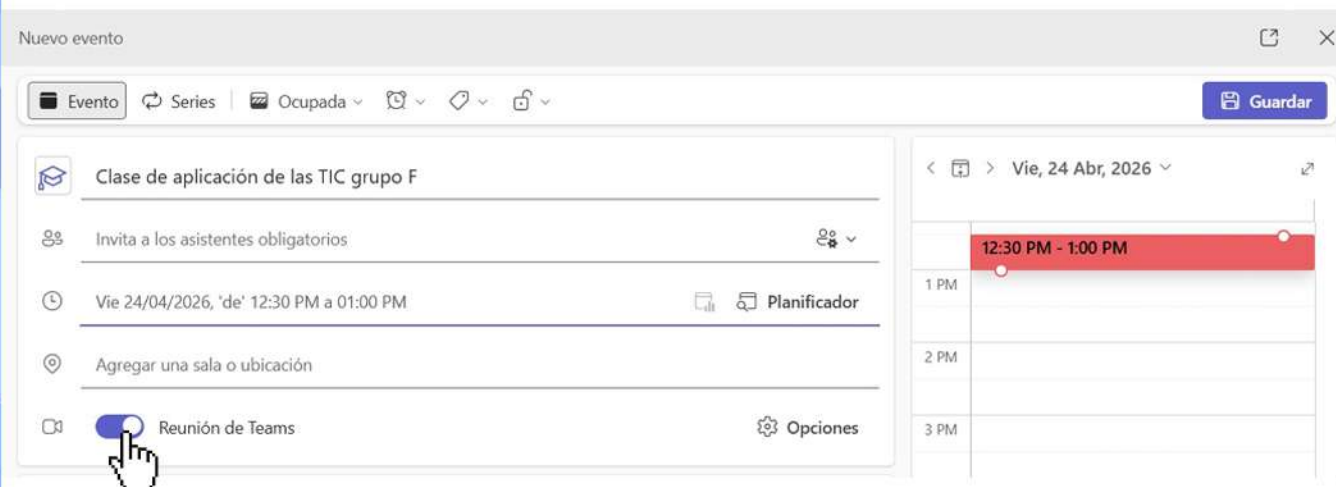 Nuevo evento
Evento Series Ocupada Guardar
Clase de aplicación de las TIC grupo F
Invita a los asistentes obligatorios
Vie 24/04/2026, 'de' 12:30 PM a 01:00 PM Planificador
Agregar una sala o ubicación
Reunión de Teams Opciones
Vie, 24 Abr, 2026
12:30 PM - 1:00 PM
1 PM
2 PM
3 PM